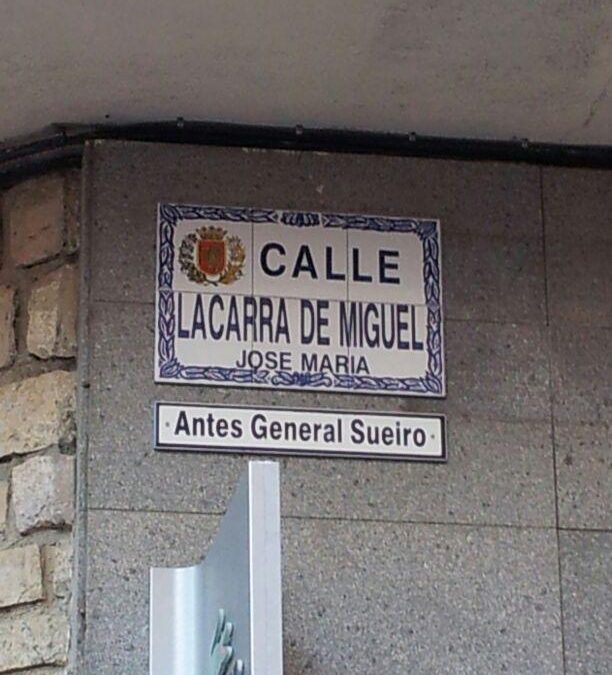 CALLE
LACARRA DE MIGUEL
JOSE MARIA
· Antes General Sueiro ·